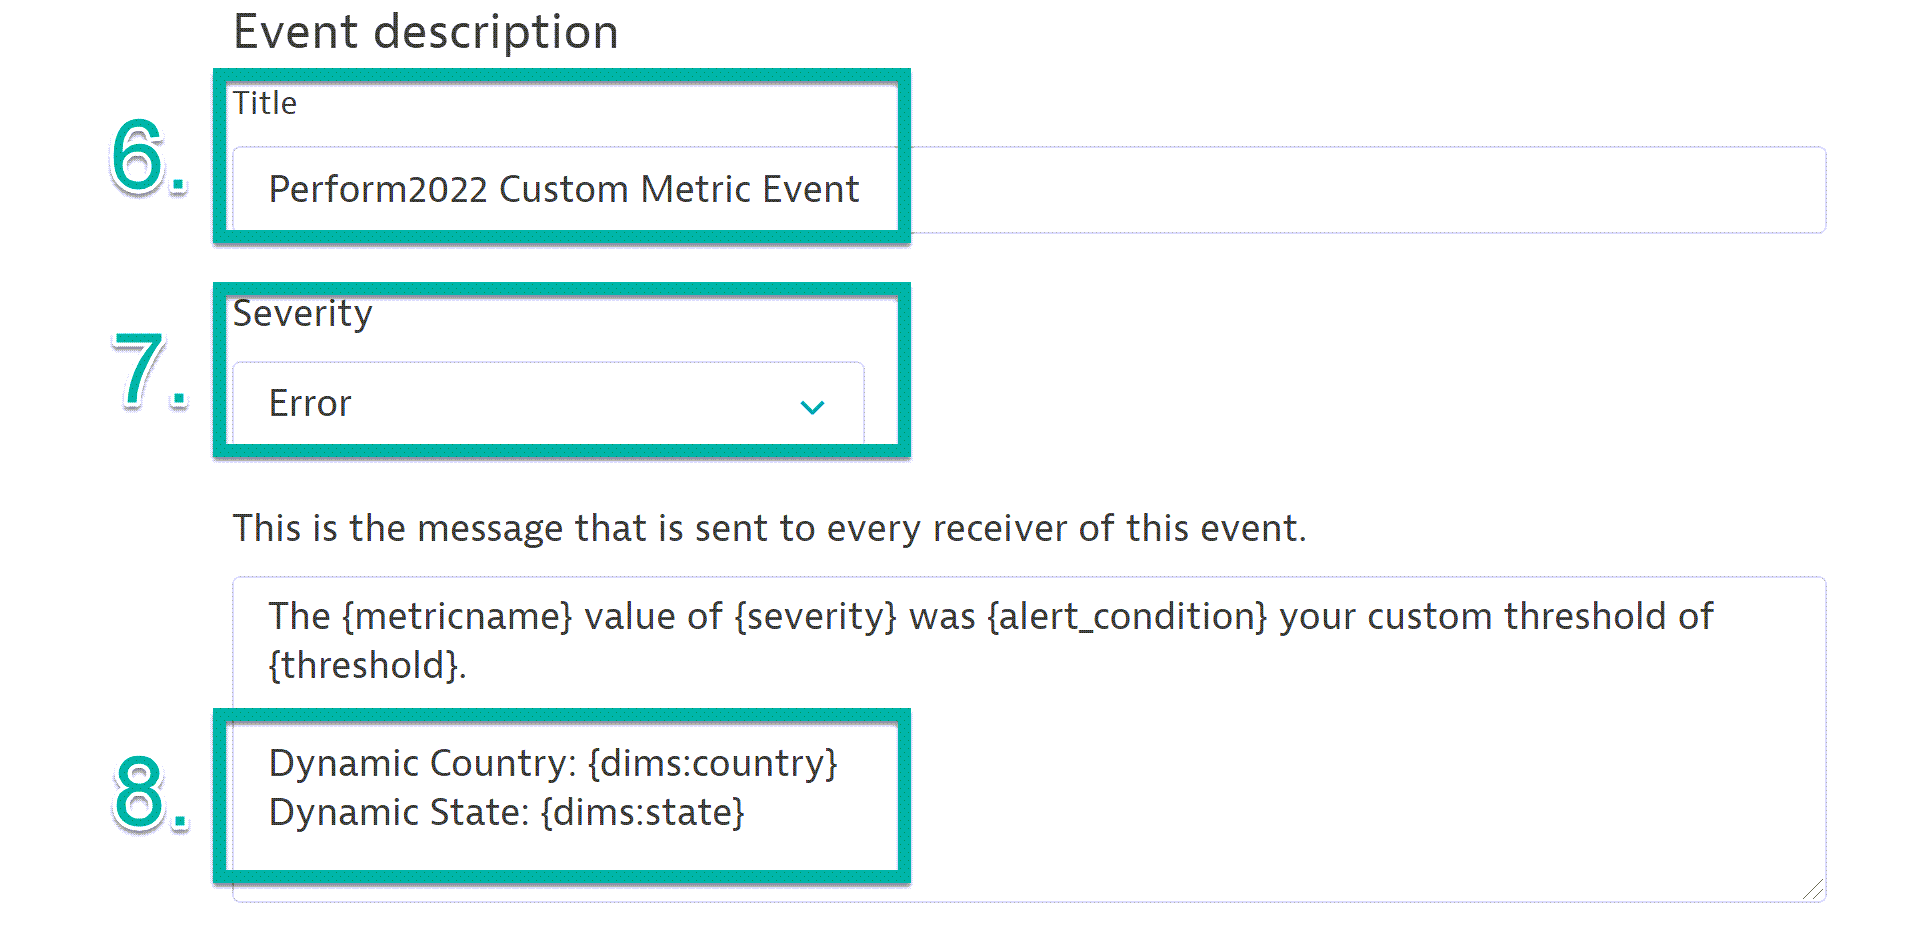 Event description
6.
Title
Perform2022 Custom Metric Event
7.
Severity
Error
This is the message that is sent to every receiver of this event.
The {metricname} value of {severity} was {alert_condition} your custom threshold of
{threshold}.
8.
Dynamic Country: {dims:country}
Dynamic State: {dims:state}